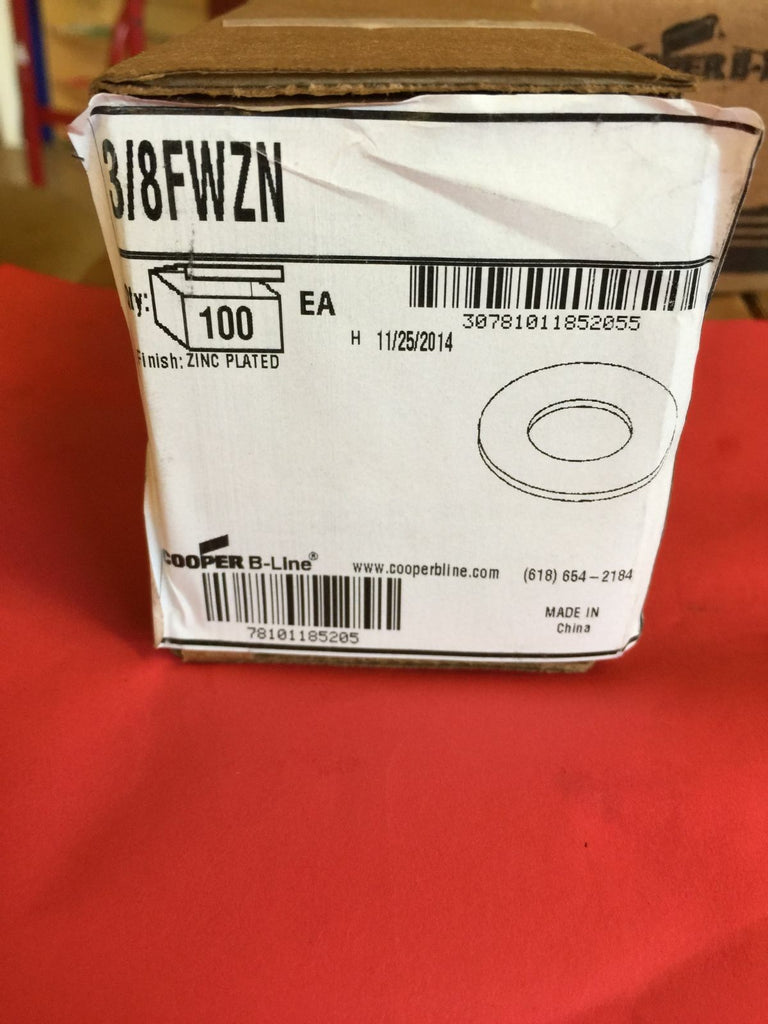 3/8FWZN
100
EA
30781011852055
H 11/25/2014
Finish: ZINC PLATED
COOPER B-Line®
www.cooperbline.com
(618) 654-2184
78101185205
MADE IN
China